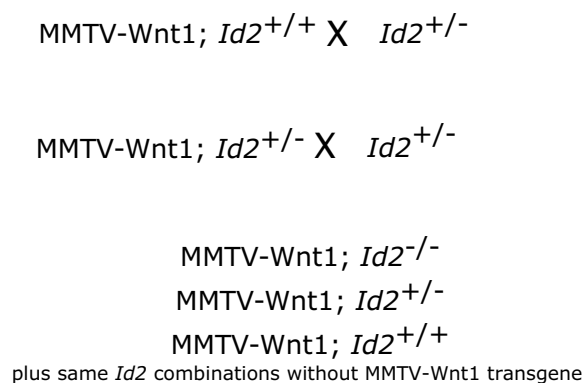 MMTV-Wnt1; Id2+/+ X Id2+/-
MMTV-Wnt1; Id2+/- X Id2+/-
MMTV-Wnt1; Id2-/-
MMTV-Wnt1; Id2+/-
MMTV-Wnt1; Id2+/+
plus same Id2 combinations without MMTV-Wnt1 transgene